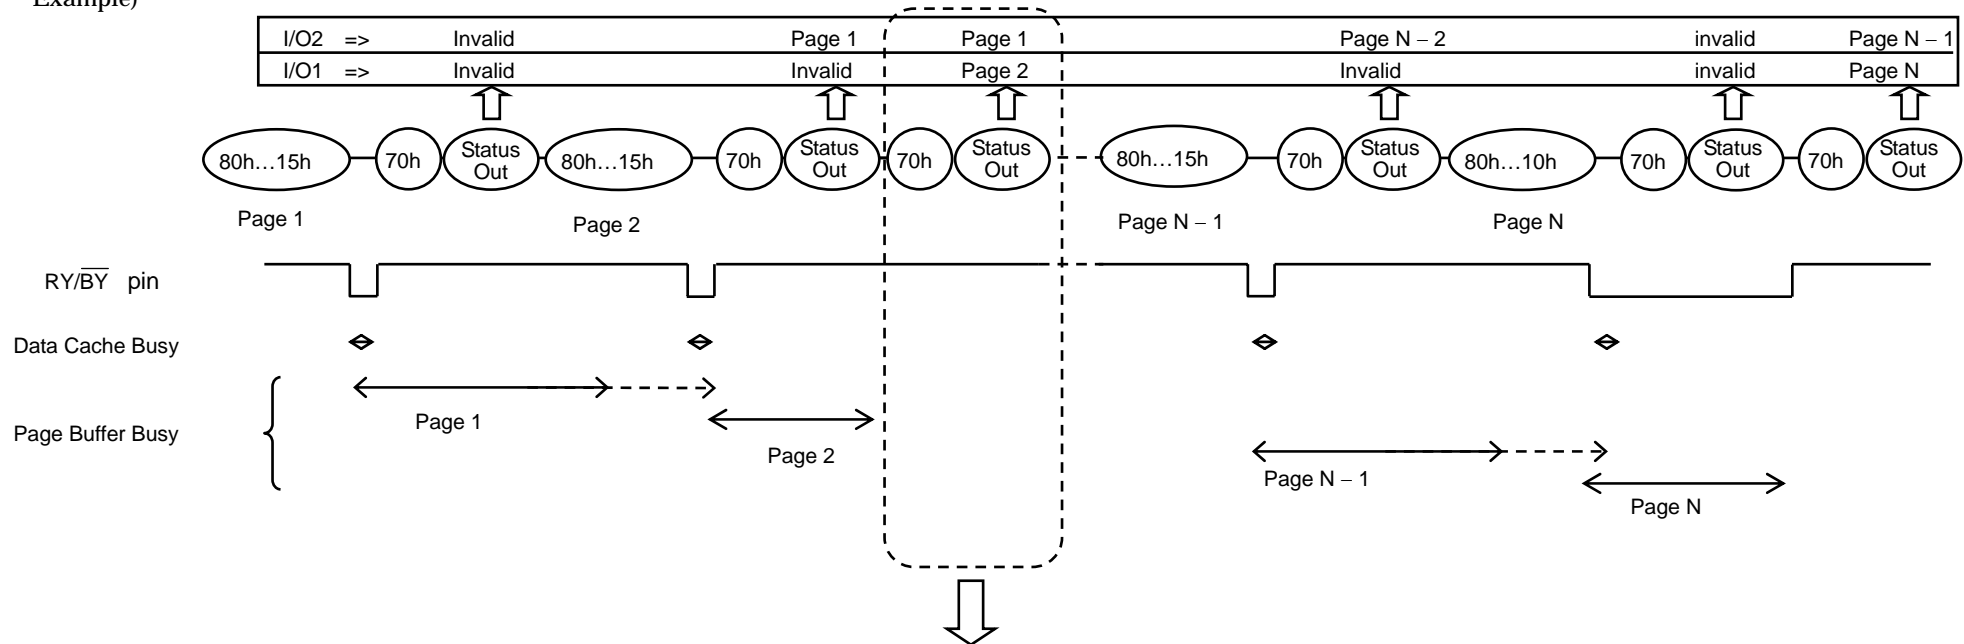 Example)
I/O2 => Invalid Page 1 Page 1 Page N – 2 invalid Page N – 1
I/O1 => Invalid Invalid Page 2 Invalid invalid Page N
80h…15h 70h Status Out 80h…15h 70h Status Out 70h Status Out 80h…15h 70h Status Out 80h…10h 70h Status Out 70h Status Out
Page 1 Page 2 Page N – 1 Page N
RY/BY pin
Data Cache Busy
Page 1
Page Buffer Busy
Page 2
Page N – 1
Page N